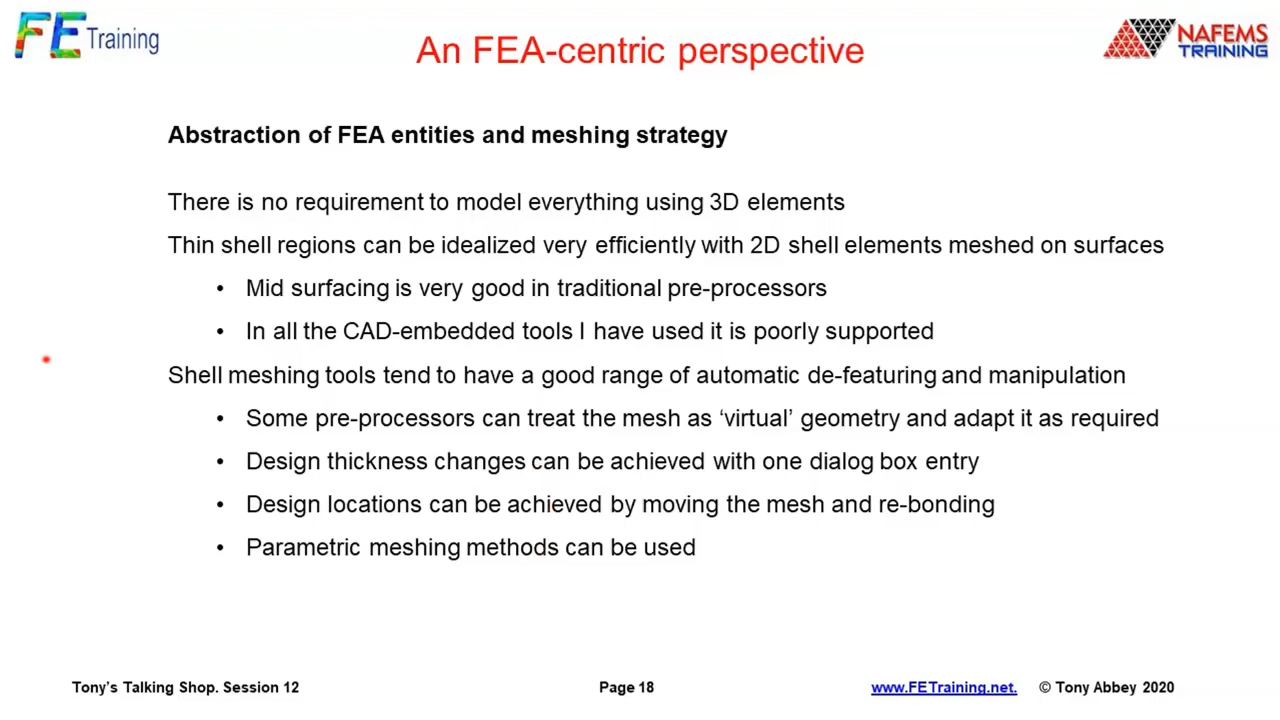 FE Training
An FEA-centric perspective
NAFEMS
TRAINING
Abstraction of FEA entities and meshing strategy
There is no requirement to model everything using 3D elements
Thin shell regions can be idealized very efficiently with 2D shell elements meshed on surfaces
• Mid surfacing is very good in traditional pre-processors
• In all the CAD-embedded tools I have used it is poorly supported
Shell meshing tools tend to have a good range of automatic de-featuring and manipulation
• Some pre-processors can treat the mesh as ‘virtual’ geometry and adapt it as required
• Design thickness changes can be achieved with one dialog box entry
• Design locations can be achieved by moving the mesh and re-bonding
• Parametric meshing methods can be used
Tony’s Talking Shop. Session 12
Page 18
www.FETraining.net. © Tony Abbey 2020